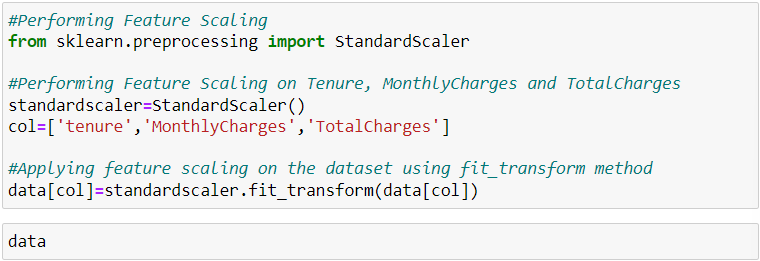 #Performing Feature Scaling
from sklearn.preprocessing import StandardScaler
#Performing Feature Scaling on Tenure, MonthlyCharges and TotalCharges
standardscaler=StandardScaler()
col=['tenure','MonthlyCharges','TotalCharges']
#Applying feature scaling on the dataset using fit_transform method
data[col]=standardscaler.fit_transform(data[col])
data